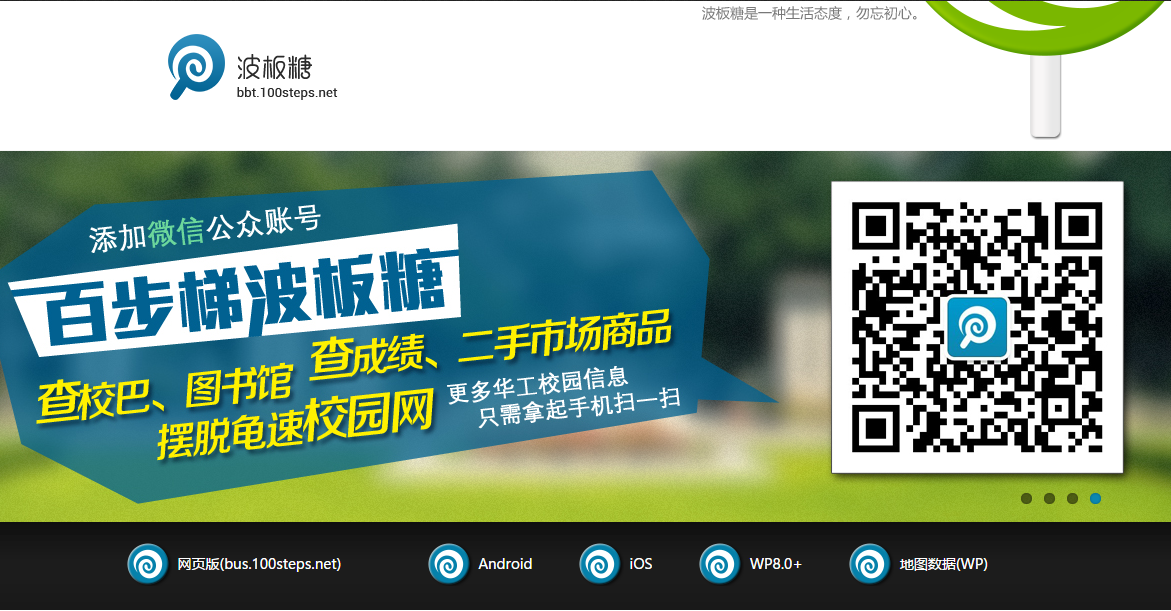 波板糖是一种生活态度，勿忘初心。
波板糖
bbt.100steps.net
添加微信公众账号
百步梯波板糖
查校巴、图书馆 查成绩、二手市场商品
摆脱龟速校园网
更多华工校园信息
只需拿起手机扫一扫
网页版(bus.100steps.net)
Android
iOS
WP8.0+
地图数据(WP)